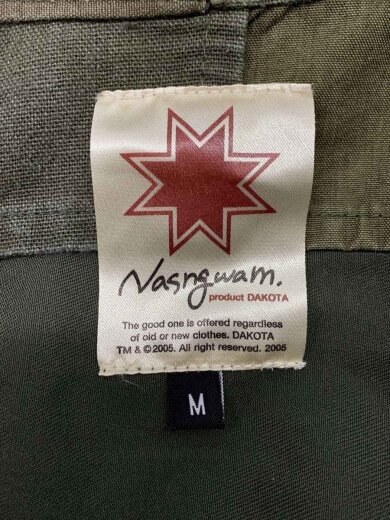 Nasngwam.
product DAKOTA
The good one is offered regardless
of old or new clothes. DAKOTA
TM & ©2005. All right reserved. 2005
M